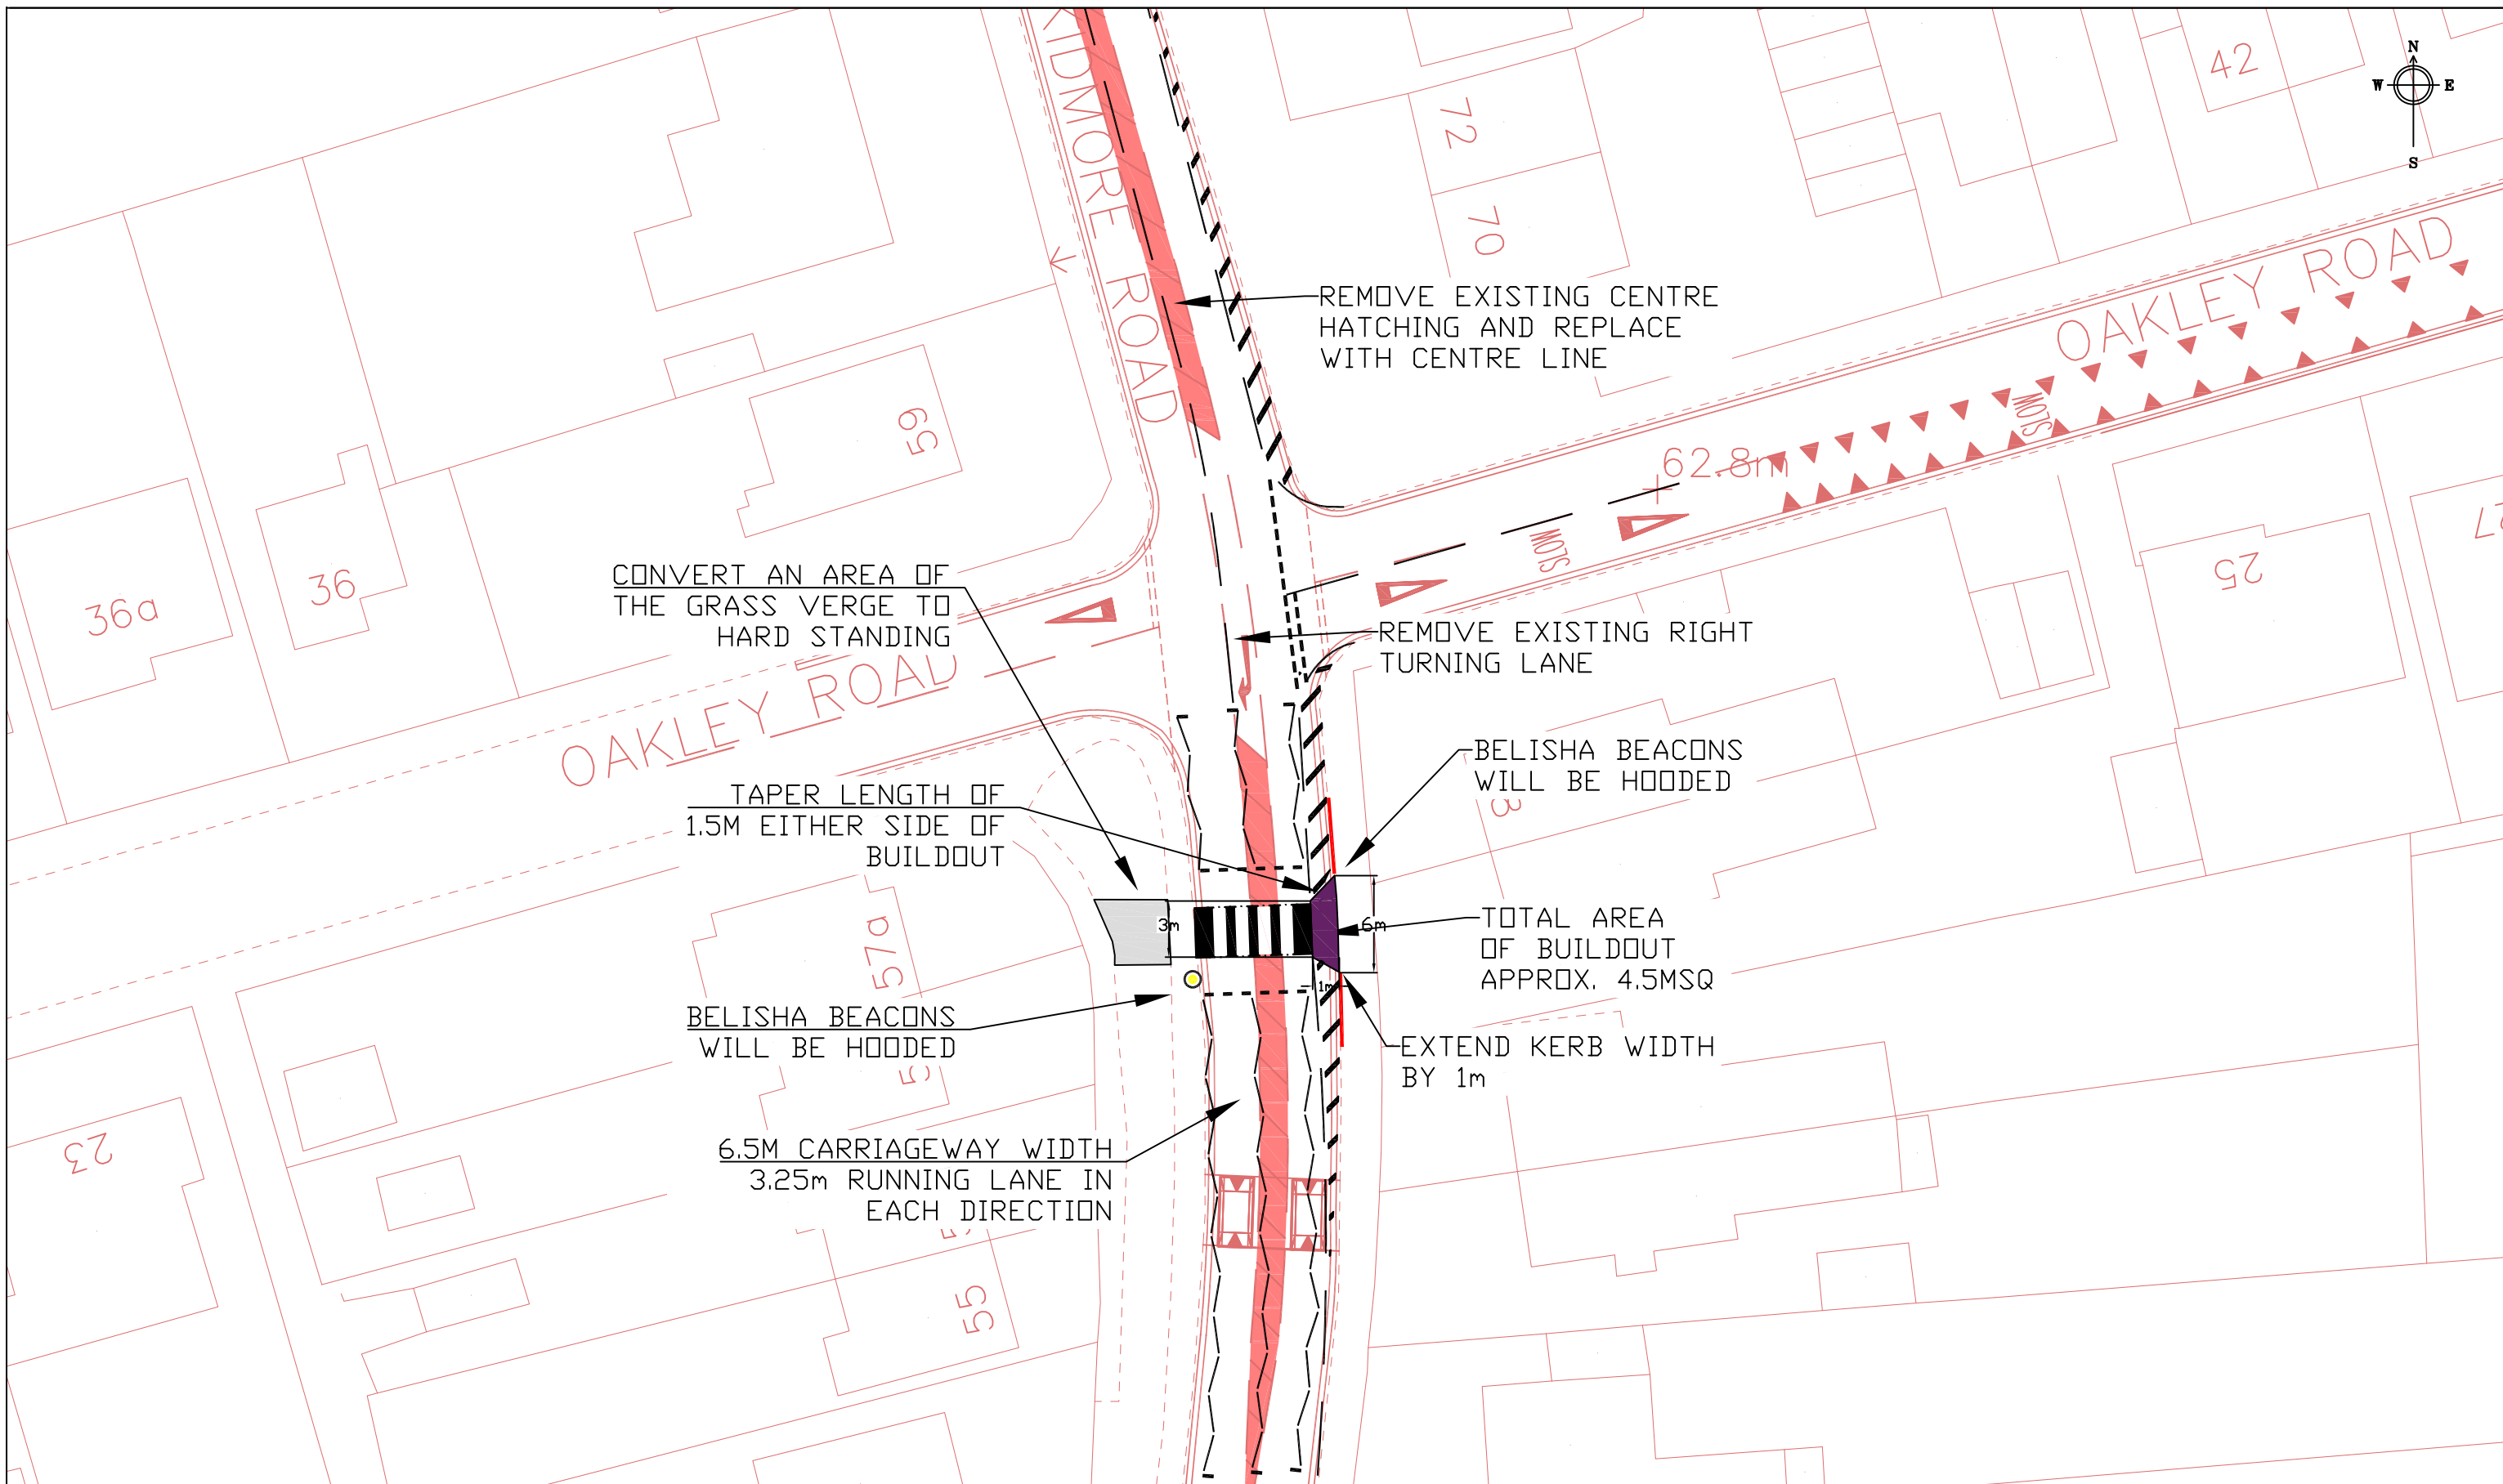 N
W E
S
42
KIDMORE ROAD
72
70
OAKLEY ROAD
REMOVE EXISTING CENTRE
HATCHING AND REPLACE
WITH CENTRE LINE
59
SLOW
62.8m
SLOW
27
25
36a
36
CONVERT AN AREA OF
THE GRASS VERGE TO
HARD STANDING
REMOVE EXISTING RIGHT
TURNING LANE
OAKLEY ROAD
BELISHA BEACONS
WILL BE HOODED
TAPER LENGTH OF
1.5M EITHER SIDE OF
BUILDOUT
57a
3m
6m
TOTAL AREA
OF BUILDOUT
APPROX. 4.5MSQ
1m
BELISHA BEACONS
WILL BE HOODED
EXTEND KERB WIDTH
BY 1m
23
6.5M CARRIAGEWAY WIDTH
3.25m RUNNING LANE IN
EACH DIRECTION
55